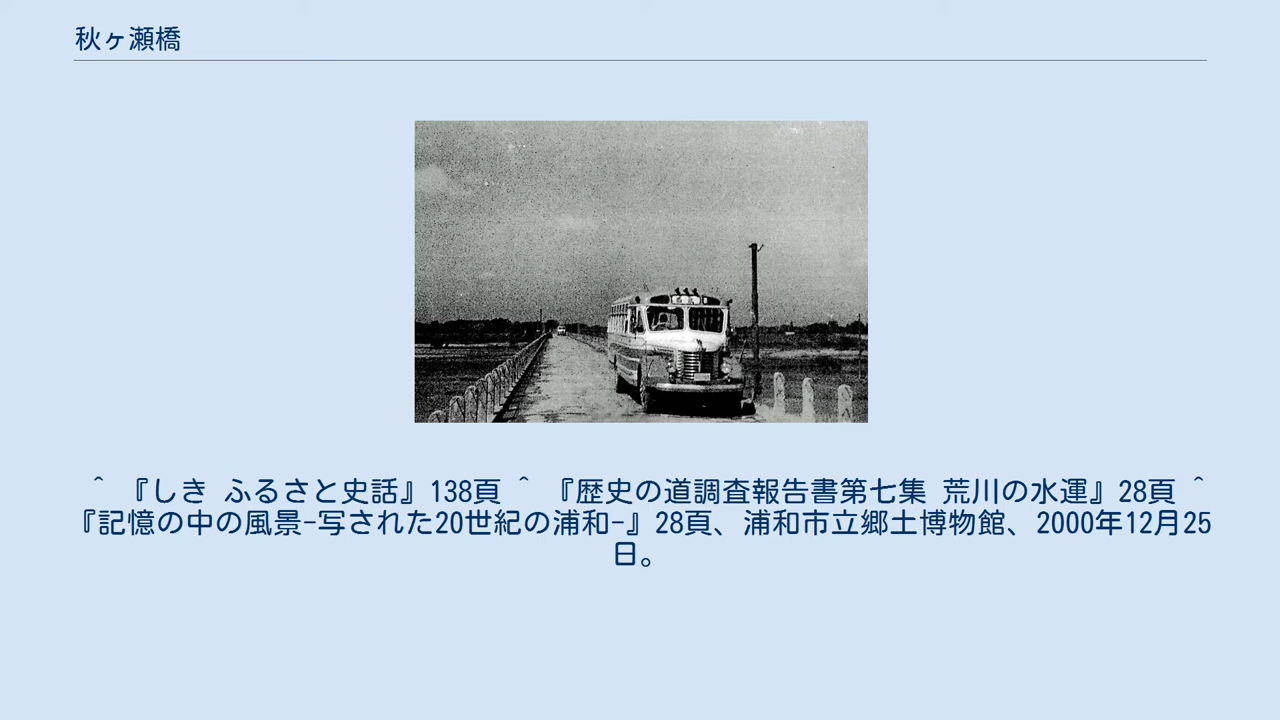 秋ヶ瀬橋
^ 『しき ふるさと史話』138頁 ^ 『歴史の道調査報告書第七集 荒川の水運』28頁 ^
『記憶の中の風景−写された20世紀の浦和−』28頁、浦和市立郷土博物館、2000年12月25
日。